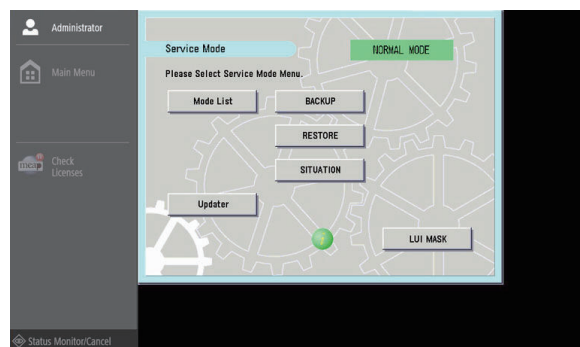 Administrator
Main Menu
Check
Licenses
Status Monitor/Cancel
Service Mode
NORMAL MODE
Please Select Service Mode Menu.
Mode List
BACKUP
RESTORE
SITUATION
Updater
LUI MASK